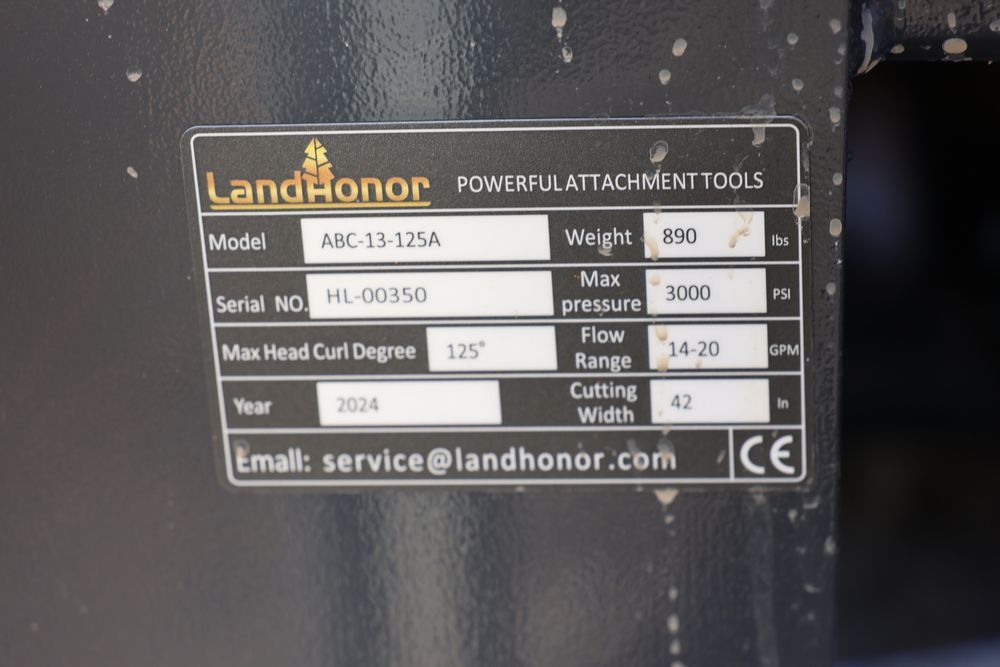 LandHonor POWERFUL ATTACHMENT TOOLS
Model ABC-13-125A Weight 890 lbs
Serial NO. HL-00350 Max pressure 3000 PSI
Max Head Curl Degree 125° Flow Range 14-20 GPM
Year 2024 Cutting Width 42 In
Email: service@landhonor.com CE